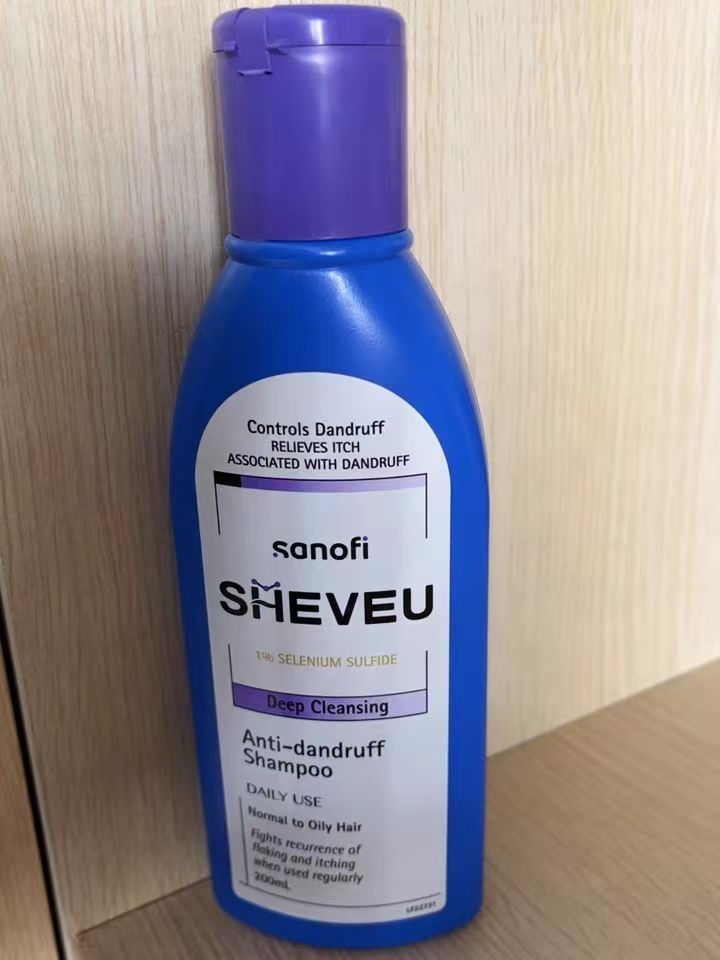 Controls Dandruff
RELIEVES ITCH
ASSOCIATED WITH DANDRUFF
sanofi
SHEVEU
1% SELENIUM SULFIDE
Deep Cleansing
Anti-dandruff
Shampoo
DAILY USE
Normal to Oily Hair
Fights recurrence of
flaking and itching
when used regularly
200mL